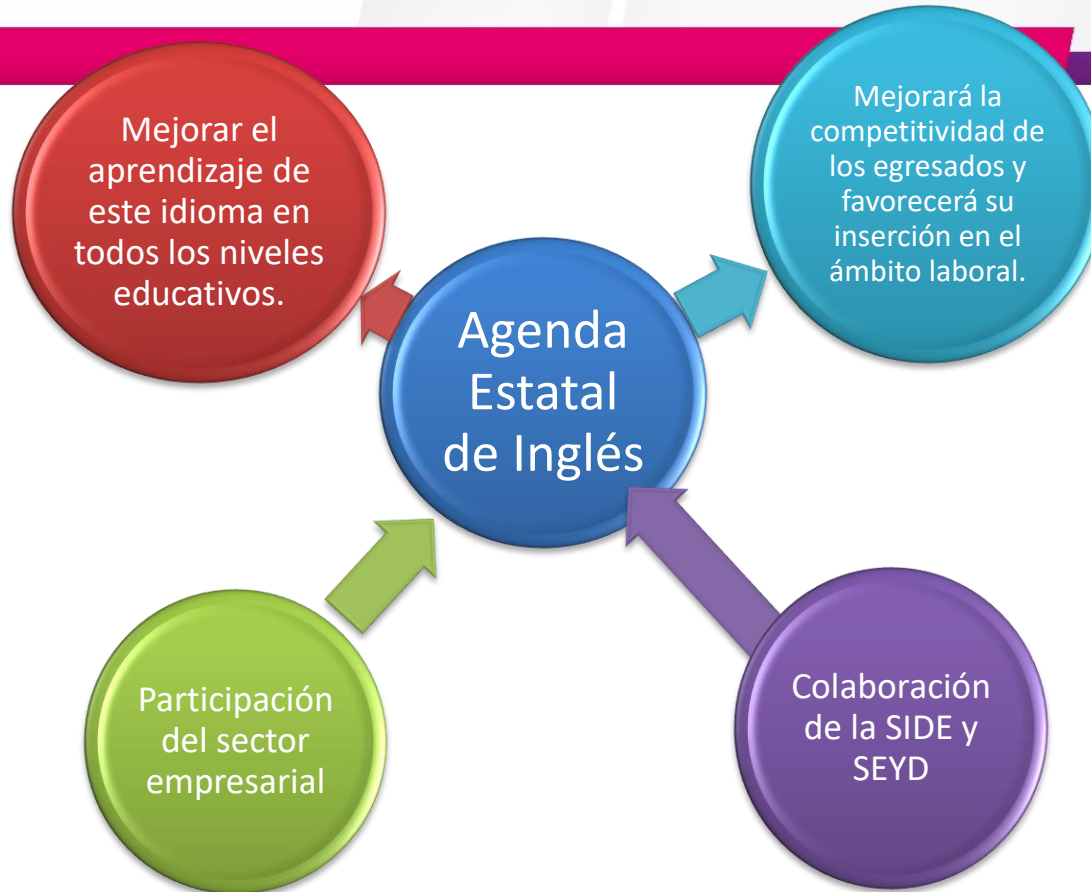 Mejorar el
aprendizaje de
este idioma en
todos los niveles
educativos.
Mejorará la
competitividad de
los egresados y
favorecerá su
inserción en el
ámbito laboral.
Agenda
Estatal
de Inglés
Participación
del sector
empresarial
Colaboración
de la SIDE y
SEYD